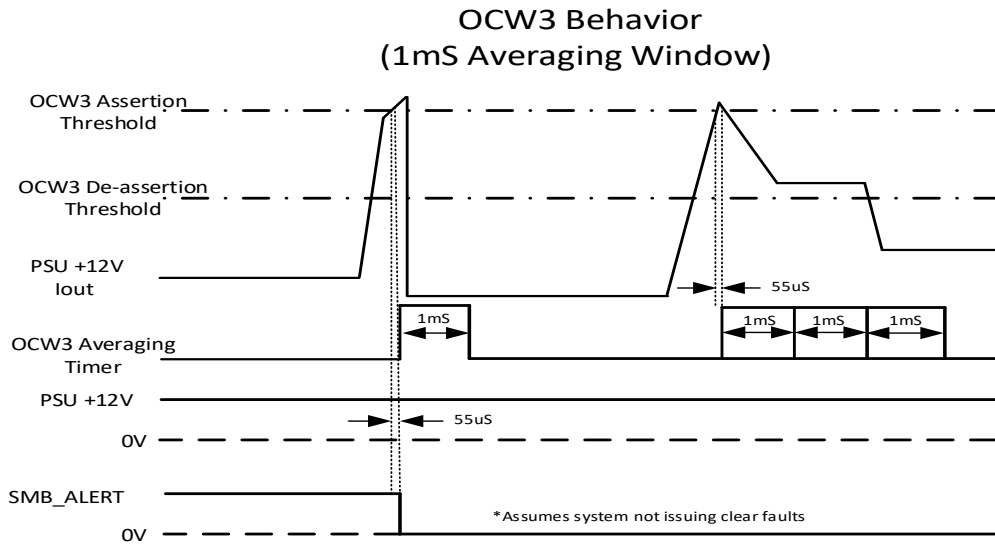 OCW3 Behavior
(1mS Averaging Window)
OCW3 Assertion
Threshold
OCW3 De-assertion
Threshold
PSU +12V
Iout
55uS
1mS
1mS
1mS
1mS
OCW3 Averaging
Timer
PSU +12V
55uS
0V
SMB_ALERT
*Assumes system not issuing clear faults
0V